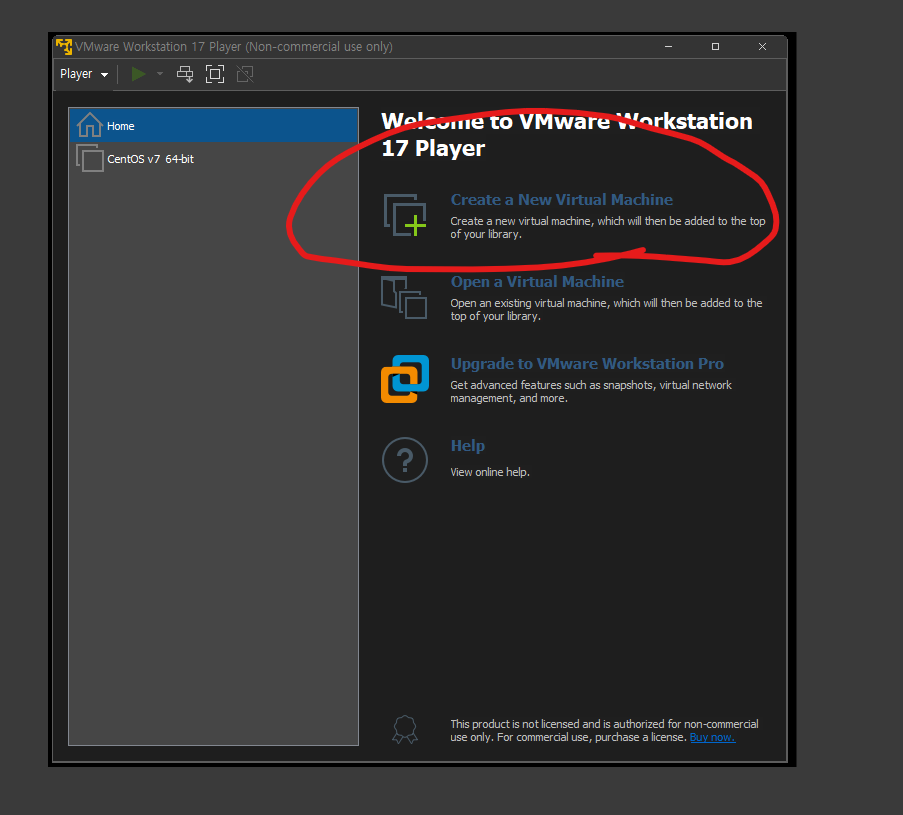 VMware Workstation 17 Player (Non-commercial use only)
Player
Home
CentOS v7 64-bit
Welcome to VMware Workstation
17 Player
Create a New Virtual Machine
Create a new virtual machine, which will then be added to the top
of your library.
Open a Virtual Machine
Open an existing virtual machine, which will then be added to the
top of your library.
Upgrade to VMware Workstation Pro
Get advanced features such as snapshots, virtual network
management, and more.
?
Help
View online help.
This product is not licensed and is authorized for non-commercial
use only. For commercial use, purchase a license. Buy now.